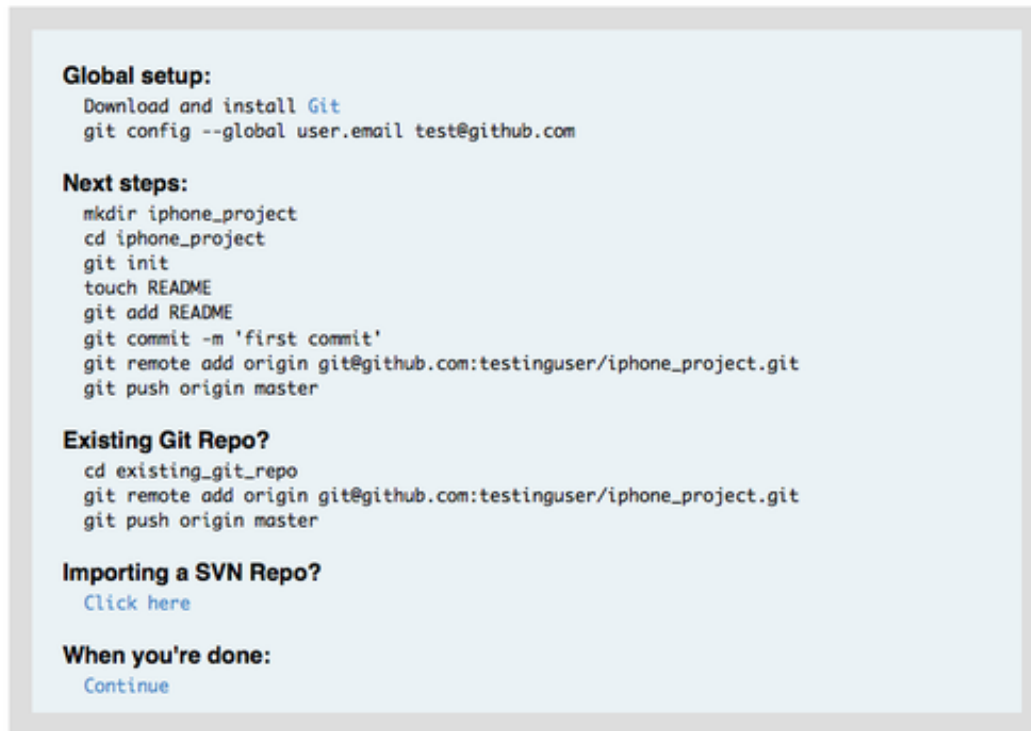 Global setup:
Download and install Git
git config --global user.email test@github.com
Next steps:
mkdir iphone_project
cd iphone_project
git init
touch README
git add README
git commit -m 'first commit'
git remote add origin git@github.com:testinguser/iphone_project.git
git push origin master
Existing Git Repo?
cd existing_git_repo
git remote add origin git@github.com:testinguser/iphone_project.git
git push origin master
Importing a SVN Repo?
Click here
When you're done:
Continue